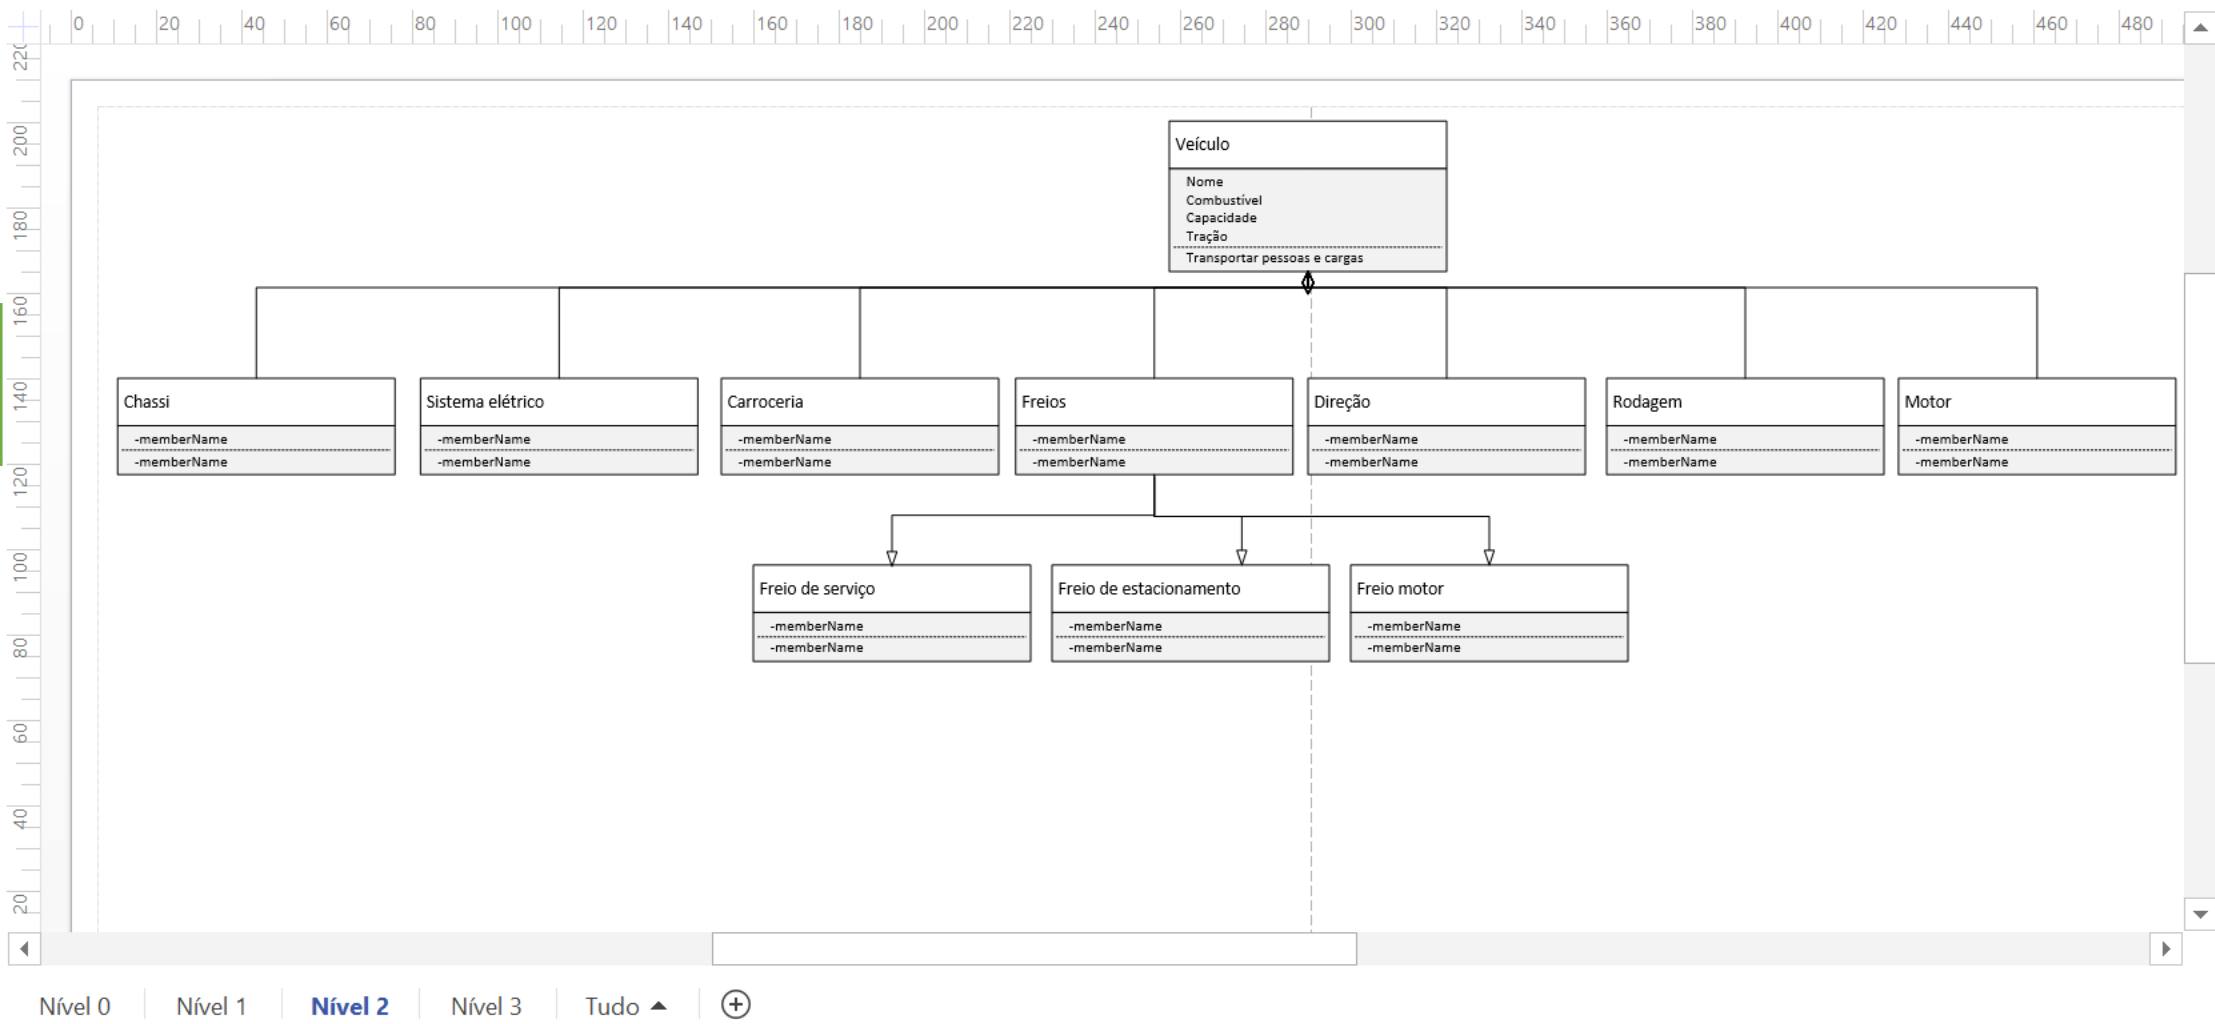 0 20 40 60 80 100 120 140 160 180 200 220 240 260 280 300 320 340 360 380 400 420 440 460 480
220
200
180
160
140
120
100
80
60
40
20
Veículo
Nome
Combustível
Capacidade
Tração
Transportar pessoas e cargas
Chassi
-memberName
-memberName
Sistema elétrico
-memberName
-memberName
Carroceria
-memberName
-memberName
Freios
-memberName
-memberName
Direção
-memberName
-memberName
Rodagem
-memberName
-memberName
Motor
-memberName
-memberName
Freio de serviço
-memberName
-memberName
Freio de estacionamento
-memberName
-memberName
Freio motor
-memberName
-memberName
Nível 0 Nível 1 Nível 2 Nível 3 Tudo